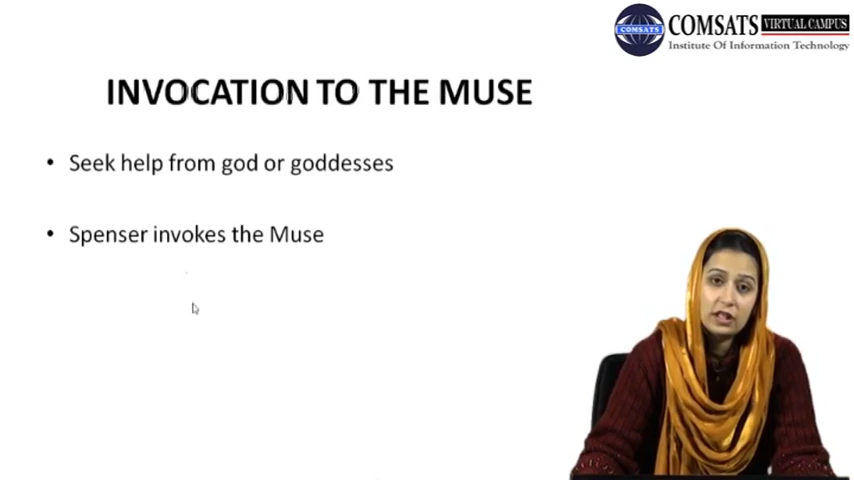 COMSATS VIRTUAL CAMPUS
COMSATS
Institute Of Information Technology
INVOCATION TO THE MUSE
• Seek help from god or goddesses
• Spenser invokes the Muse